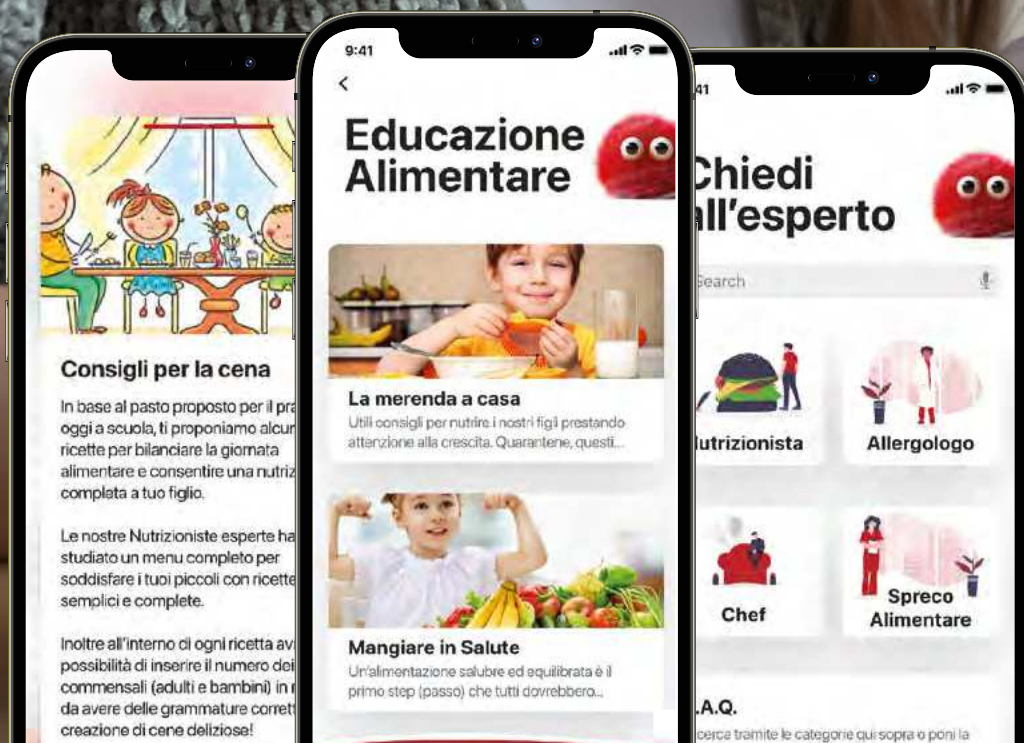 Consigli per la cena
In base al pasto proposto per il pra
oggi a scuola, ti proponiamo alcur
ricette per bilanciare la giornata
alimentare e consentire una nutriz
completa a tuo figlio.
Le nostre Nutrizioniste esperte ha
studiato un menu completo per
soddisfare i tuoi piccoli con ricette
semplici e complete.
Inoltre all'interno di ogni ricetta av
possibilità di inserire il numero dei
commensali (adulti e bambini) in
da avere delle grammature corrett
creazione di cene deliziose!
9:41
Educazione
Alimentare
La merenda a casa
Utili consigli per nutrire i nostri figli prestando
attenzione alla crescita. Quarantene, questi...
Mangiare in Salute
Un'alimentazione salubre ed equilibrata è il
primo step (passo) che tutti dovrebbero...
41
Chiedi
all'esperto
Search
utrizionista
Allergologo
Chef
Spreco
Alimentare
.A.Q.
cerca tramite le categorie qui sopra o poni la